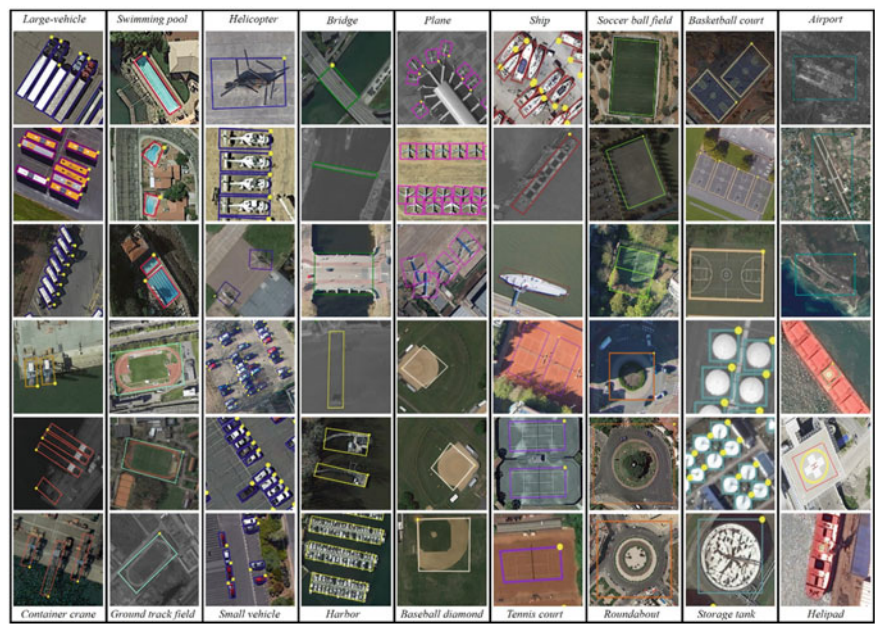 Large-vehicle
Swimming pool
Helicopter
Bridge
Plane
Ship
Soccer ball field
Basketball court
Airport
Container crane
Ground track field
Small vehicle
Harbor
Baseball diamond
Tennis court
Roundabout
Storage tank
Helipad